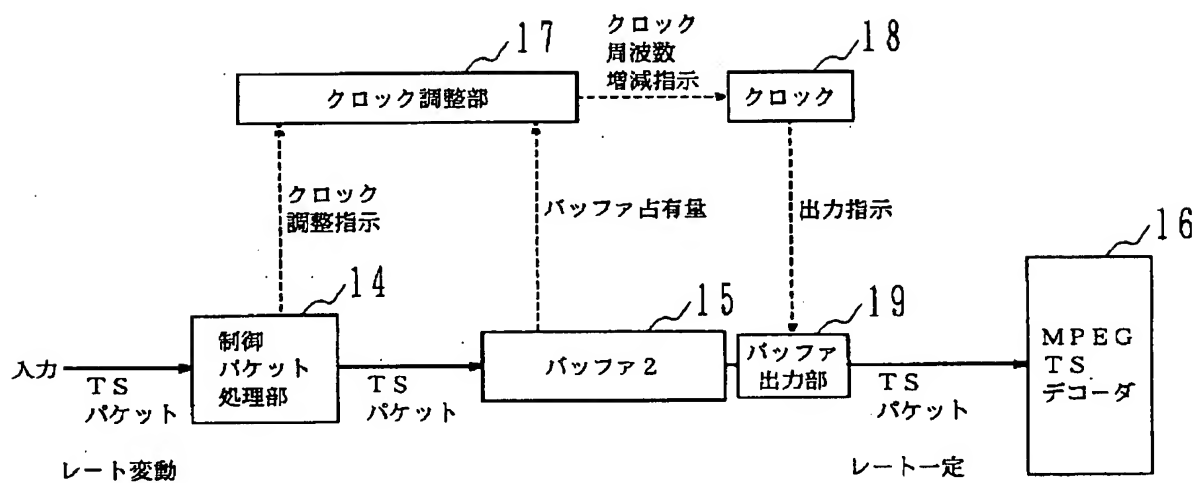 17
クロック
周波数
増減指示
18
クロック調整部
クロック
クロック
調整指示
バッファ占有量
出力指示
16
14
15
19
入力
TS
パケット
制御
パケット
処理部
TS
パケット
バッファ2
バッファ
出力部
TS
パケット
MPEG
TS
デコーダ
レート変動
レート一定